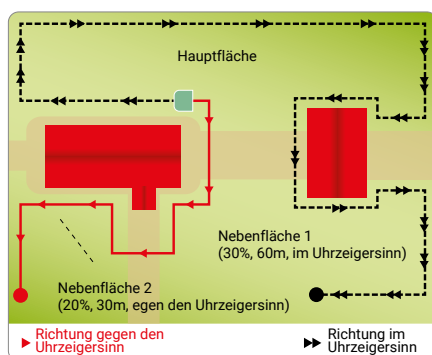 Hauptfläche
Nebenfläche 1
(30%, 60m, im Uhrzeigersinn)
Nebenfläche 2
(20%, 30m, egen den Uhrzeigersinn)
Richtung gegen den
Uhrzeigersinn
Richtung im
Uhrzeigersinn